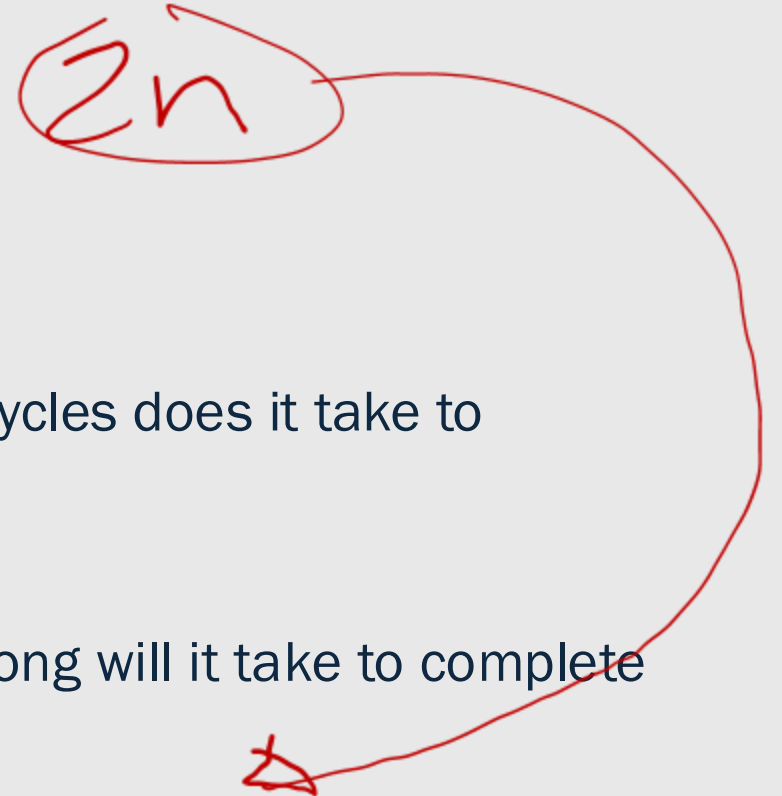 2n
ycles does it take to
ong will it take to complete